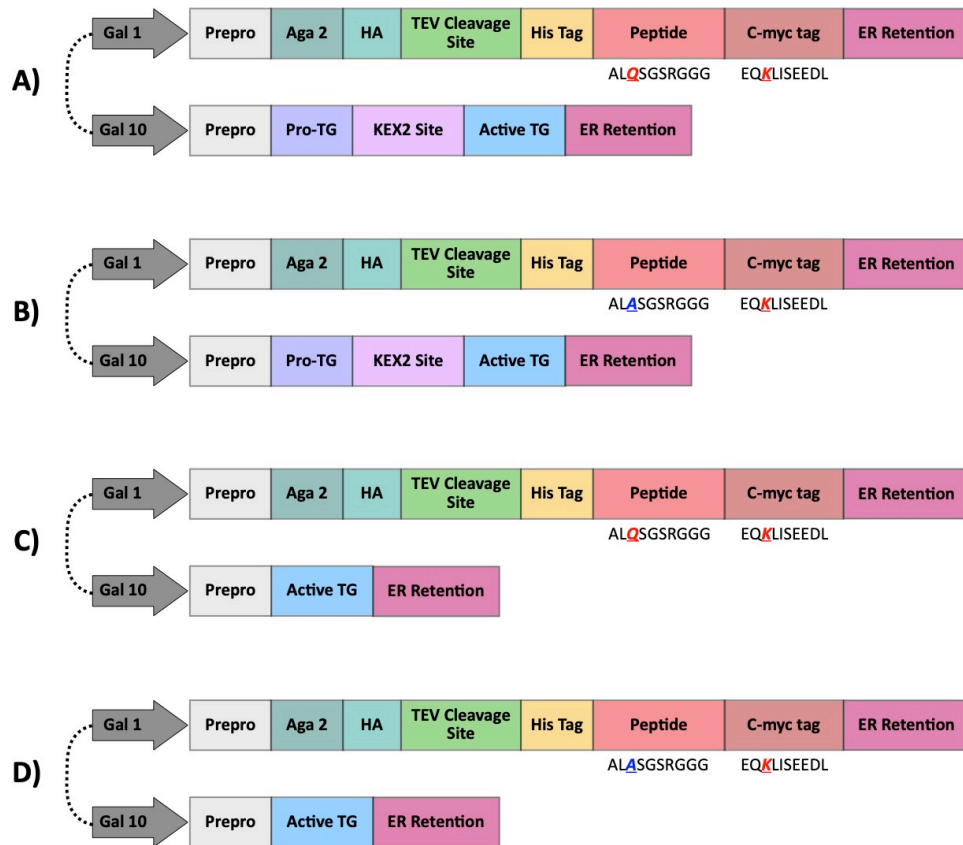 A)
Gal 1 Prepro Aga 2 HA TEV Cleavage Site His Tag Peptide C-myc tag ER Retention
ALQSGSRGGG EQKLISEEDL
Gal 10 Prepro Pro-TG KEX2 Site Active TG ER Retention
B)
Gal 1 Prepro Aga 2 HA TEV Cleavage Site His Tag Peptide C-myc tag ER Retention
ALASGSRGGG EQKLISEEDL
Gal 10 Prepro Pro-TG KEX2 Site Active TG ER Retention
C)
Gal 1 Prepro Aga 2 HA TEV Cleavage Site His Tag Peptide C-myc tag ER Retention
ALQSGSRGGG EQKLISEEDL
Gal 10 Prepro Active TG ER Retention
D)
Gal 1 Prepro Aga 2 HA TEV Cleavage Site His Tag Peptide C-myc tag ER Retention
ALASGSRGGG EQKLISEEDL
Gal 10 Prepro Active TG ER Retention